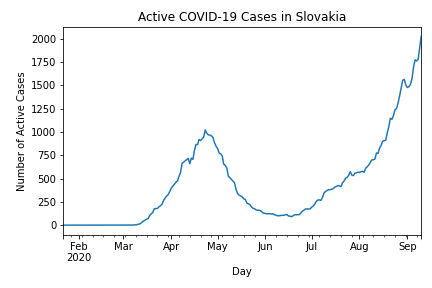 Active COVID-19 Cases in Slovakia
Number of Active Cases
2000
1750
1500
1250
1000
750
500
250
0
Feb Mar Apr May Jun Jul Aug Sep
2020
Day